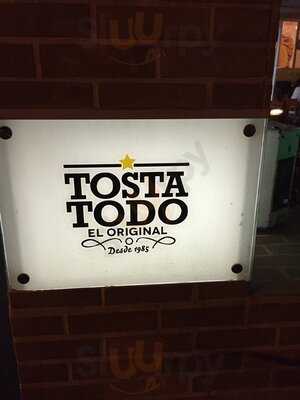 TOSTA
TODO
EL ORIGINAL
Desde 1985